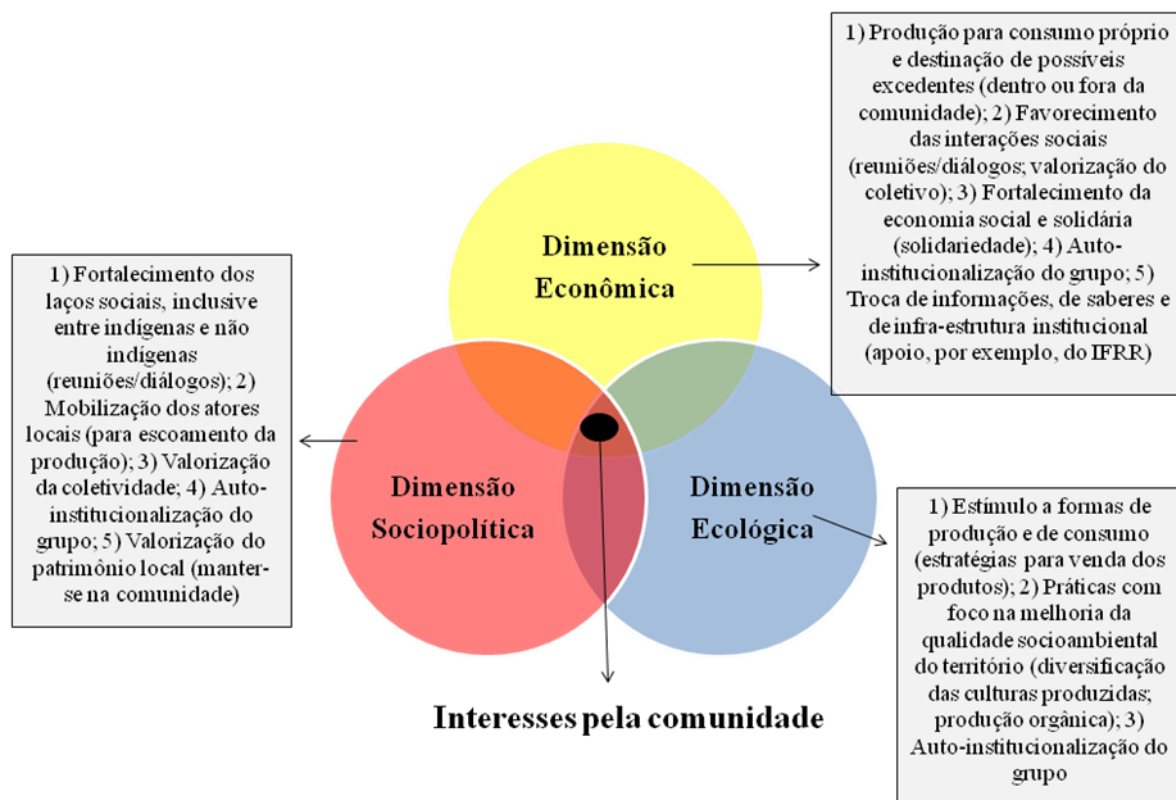 1) Produção para consumo próprio
e destinação de possíveis
excedentes (dentro ou fora da
comunidade); 2) Favorecimento
das interações sociais
(reuniões/diálogos; valorização do
coletivo); 3) Fortalecimento da
economia social e solidária
(solidariedade); 4) Auto-
institucionalização do grupo; 5)
Troca de informações, de saberes e
de infra-estrutura institucional
(apoio, por exemplo, do IFRR)
Dimensão
Econômica
1) Fortalecimento dos
laços sociais, inclusive
entre indígenas e não
indígenas
(reuniões/diálogos); 2)
Mobilização dos atores
locais (para escoamento da
produção); 3) Valorização
da coletividade; 4) Auto-
institucionalização do
grupo; 5) Valorização do
patrimônio local (manter-
se na comunidade)
Dimensão
Sociopolítica
Dimensão
Ecológica
1) Estímulo a formas de
produção e de consumo
(estratégias para venda dos
produtos); 2) Práticas com
foco na melhoria da
qualidade socioambiental
do território (diversificação
das culturas produzidas;
produção orgânica); 3)
Auto-institucionalização do
grupo
Interesses pela comunidade